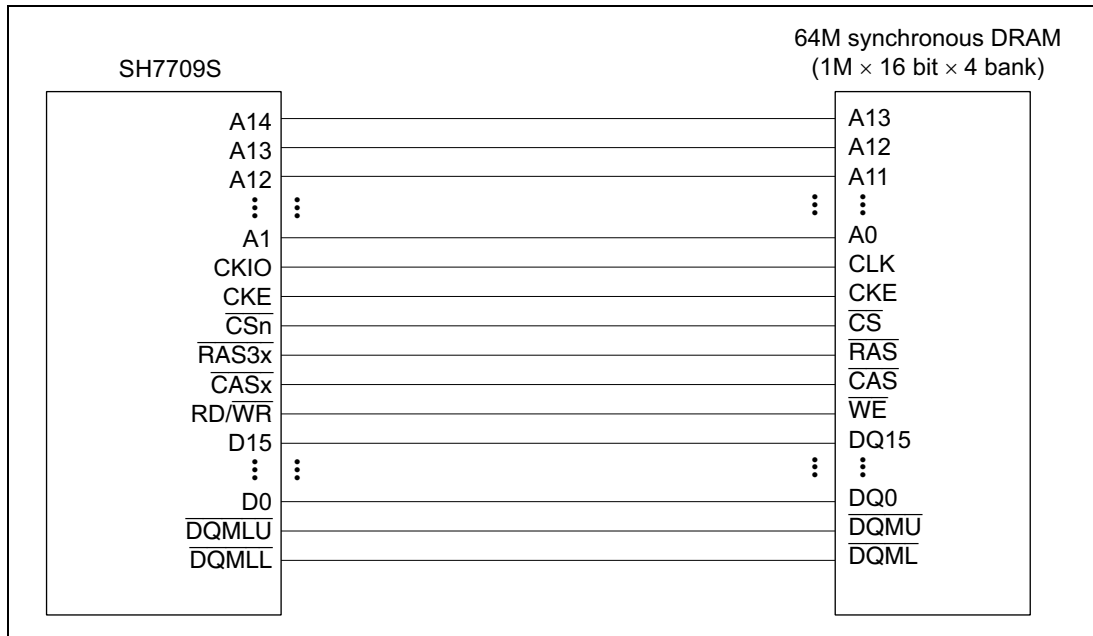 64M synchronous DRAM
(1M × 16 bit × 4 bank)
SH7709S
A14 A13
A13 A12
A12 A11
A1 A0
CKIO CLK
CKE CKE
CSn CS
RAS3x RAS
CASx CAS
RD/WR WE
D15 DQ15
D0 DQ0
DQMLU DQMU
DQMLL DQML